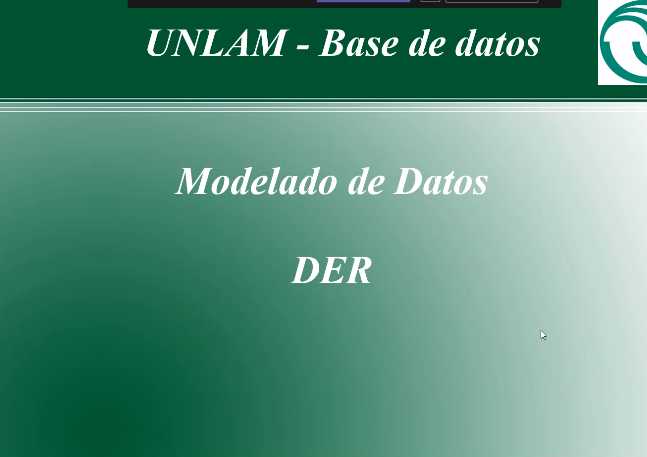 UNLAM - Base de datos
Modelado de Datos
DER